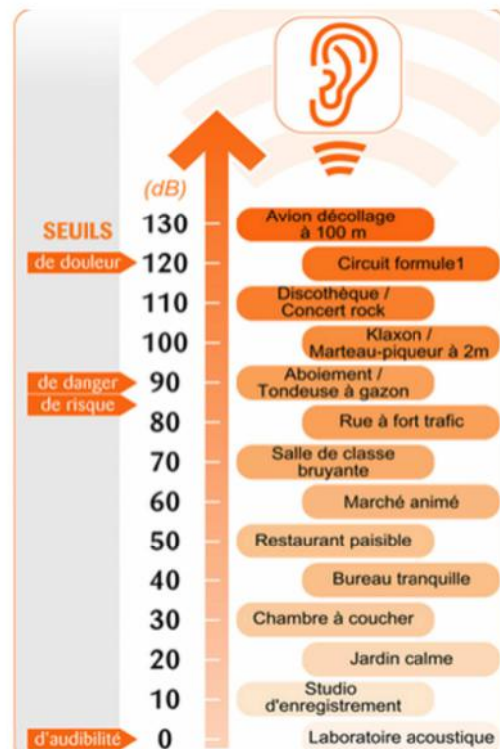 (dB)
SEUILS
130
Avion décollage
à 100 m
de douleur
120
Circuit formule1
110
Discothèque /
Concert rock
100
Klaxon /
Marteau-piqueur à 2m
de danger
90
Aboiement /
Tondeuse à gazon
de risque
80
Rue à fort trafic
70
Salle de classe
bruyante
60
Marché animé
50
Restaurant paisible
40
Bureau tranquille
30
Chambre à coucher
20
Jardin calme
10
Studio
d'enregistrement
d'audibilité
0
Laboratoire acoustique